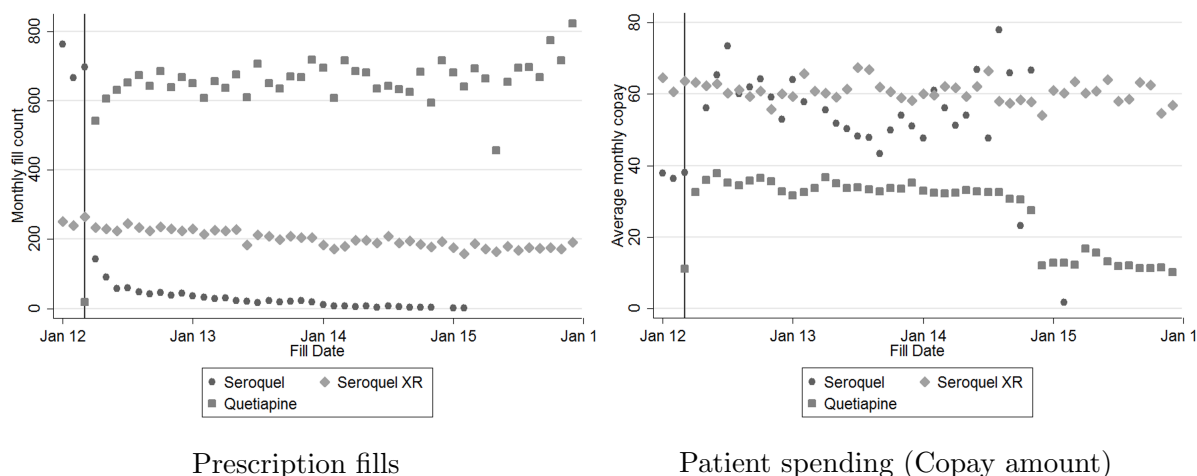 Monthly fill count
800
600
400
200
0
Jan 12
Jan 13
Jan 14
Jan 15
Jan 1
Fill Date
Seroquel
Seroquel XR
Quetiapine
Prescription fills
Average monthly copay
80
60
40
20
0
Jan 12
Jan 13
Jan 14
Jan 15
Jan 1
Fill Date
Seroquel
Seroquel XR
Quetiapine
Patient spending (Copay amount)